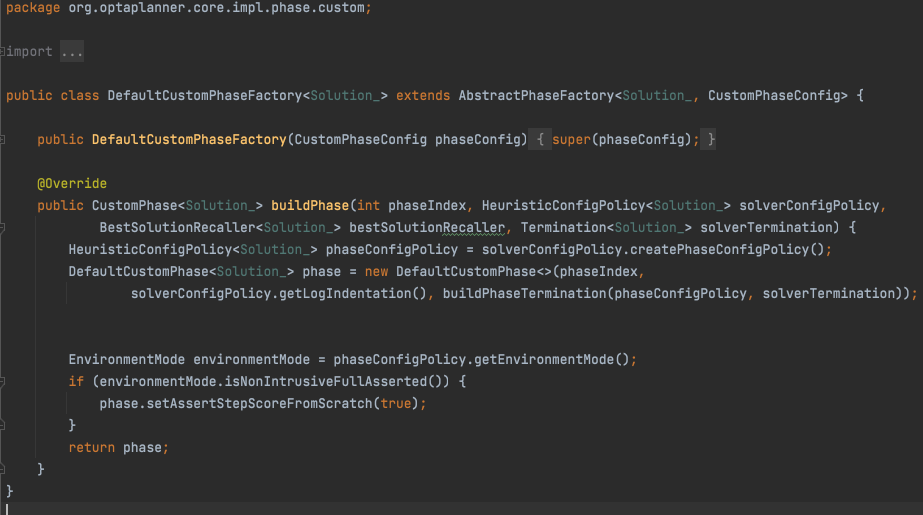 package org.optaplanner.core.impl.phase.custom;
import ...
public class DefaultCustomPhaseFactory<Solution_> extends AbstractPhaseFactory<Solution_, CustomPhaseConfig> {
public DefaultCustomPhaseFactory(CustomPhaseConfig phaseConfig) { super(phaseConfig); }
@Override
public CustomPhase<Solution_> buildPhase(int phaseIndex, HeuristicConfigPolicy<Solution_> solverConfigPolicy,
BestSolutionRecaller<Solution_> bestSolutionRecaller, Termination<Solution_> solverTermination) {
HeuristicConfigPolicy<Solution_> phaseConfigPolicy = solverConfigPolicy.createPhaseConfigPolicy();
DefaultCustomPhase<Solution_> phase = new DefaultCustomPhase<>(phaseIndex,
solverConfigPolicy.getLogIndentation(), buildPhaseTermination(phaseConfigPolicy, solverTermination));
EnvironmentMode environmentMode = phaseConfigPolicy.getEnvironmentMode();
if (environmentMode.isNonIntrusiveFullAsserted()) {
phase.setAssertStepScoreFromScratch(true);
}
return phase;
}
}